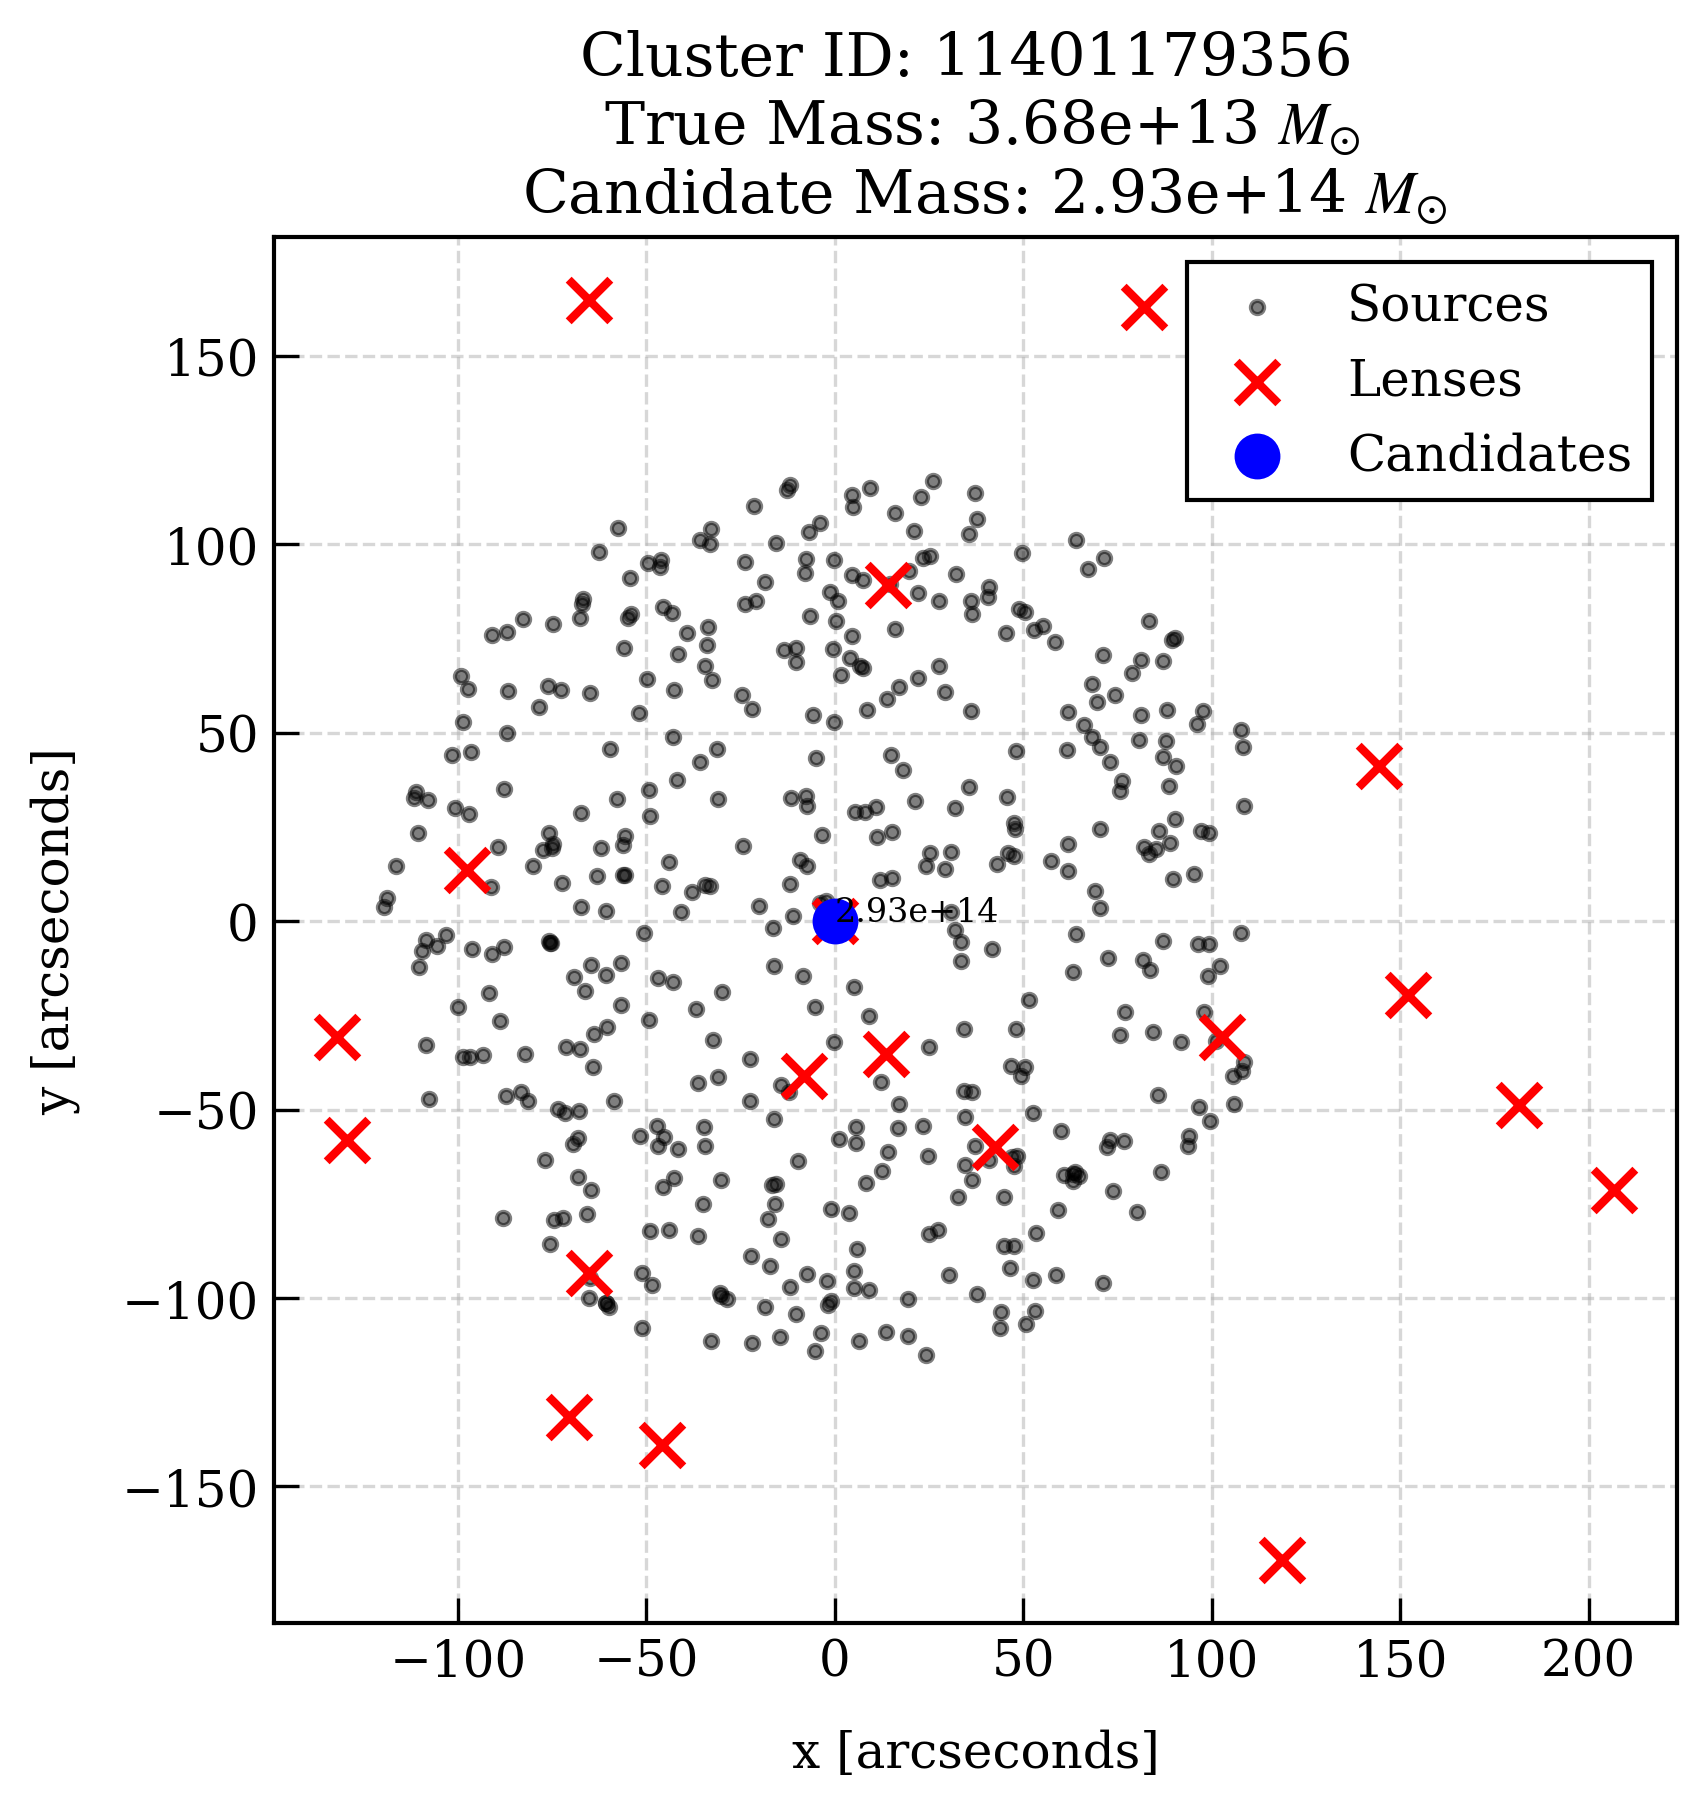 Cluster ID: 11401179356
True Mass: 3.68e+13 M⊙
Candidate Mass: 2.93e+14 M⊙
Sources
Lenses
Candidates
150
100
50
0
−50
−100
−150
2.93e+14
−100 −50 0 50 100 150 200
x [arcseconds]
y [arcseconds]